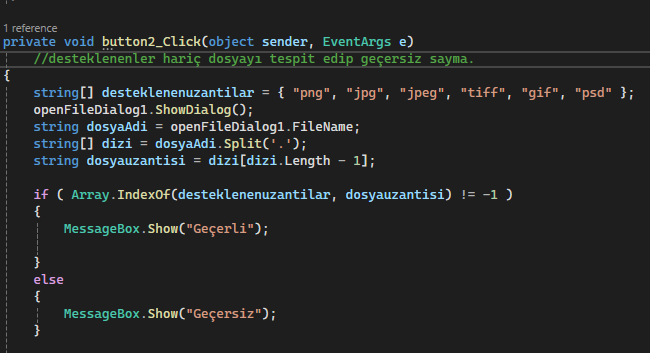 1 reference
private void button2_Click(object sender, EventArgs e)
//desteklenenler hariç dosyayı tespit edip geçersiz sayma.
{
string[] desteklenenuzantilar = { "png", "jpg", "jpeg", "tiff", "gif", "psd" };
openFileDialog1.ShowDialog();
string dosyaAdi = openFileDialog1.FileName;
string[] dizi = dosyaAdi.Split('.');
string dosyauzantisi = dizi[dizi.Length - 1];
if ( Array.IndexOf(desteklenenuzantilar, dosyauzantisi) != -1 )
{
MessageBox.Show("Geçerli");
}
else
{
MessageBox.Show("Geçersiz");
}